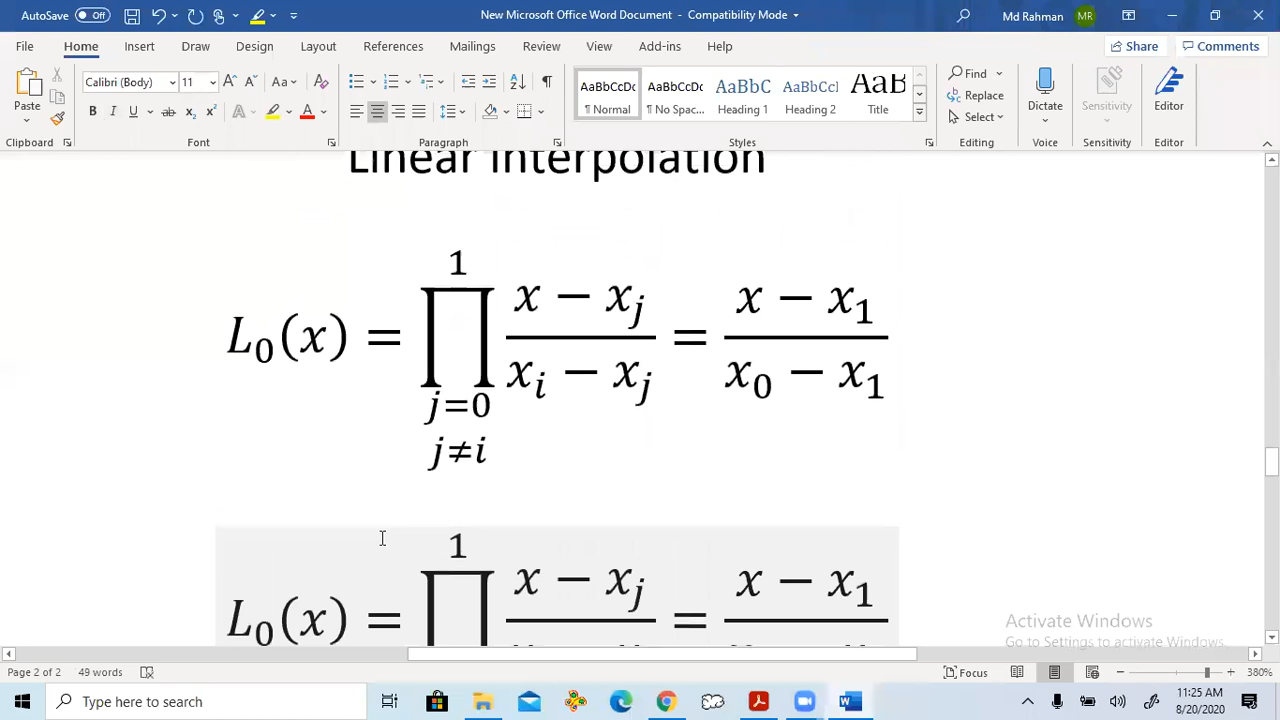 AutoSave Off New Microsoft Office Word Document - Compatibility Mode Md Rahman MR
File Home Insert Draw Design Layout References Mailings Review View Add-ins Help Share Comments
Paste Calibri (Body) 11 AaBbCcDc AaBbCcDc AaBbC AaBbCcl AaB Find Dictate Sensitivity Editor
¶ Normal ¶ No Spac... Heading 1 Heading 2 Title Replace
Select
Clipboard Font Paragraph Styles Editing Voice Sensitivity Editor
Linear Interpolation
L₀(x) = ∏_{j=0, j≠i}^{1} (x − x_j)/(x_i − x_j) = (x − x₁)/(x₀ − x₁)
L₀(x) = ∏^{1} x − x_j = x − x₁
Activate Windows
Go to Settings to activate Windows.
Page 2 of 2 49 words Focus 380%
Type here to search 11:25 AM
8/20/2020